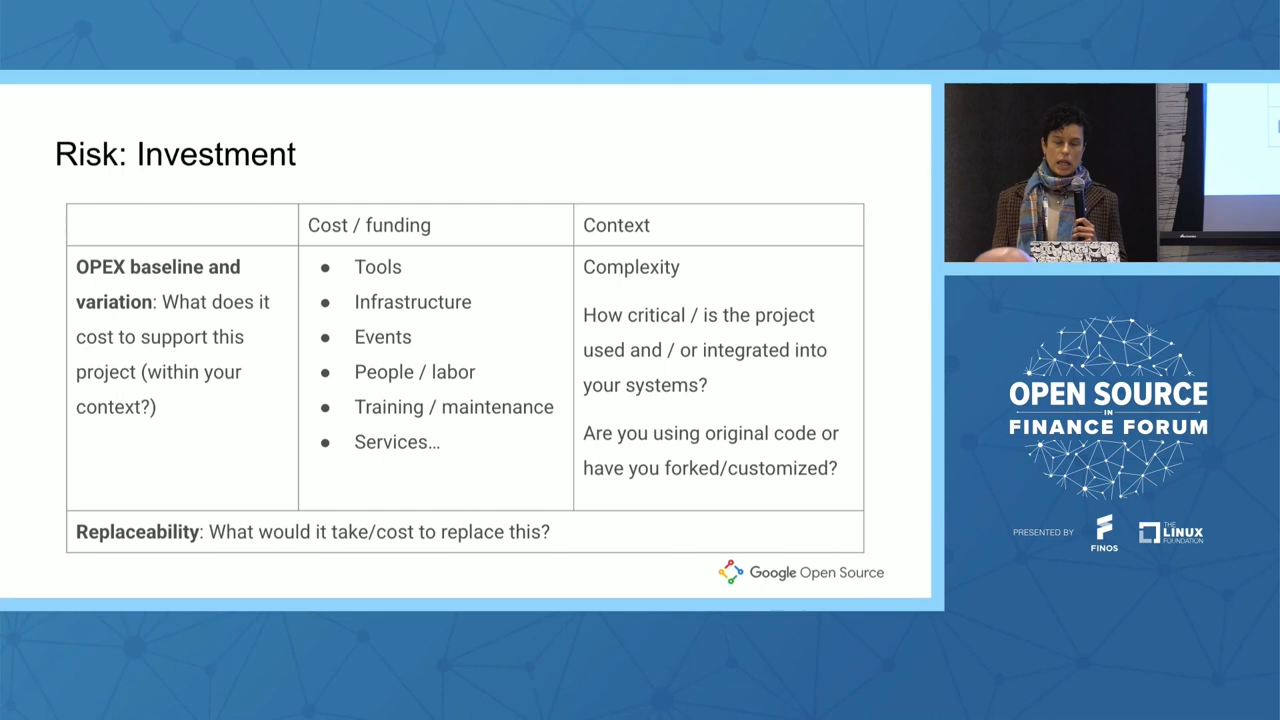 Risk: Investment
Cost / funding
Context
OPEX baseline and
variation: What does it
cost to support this
project (within your
context?)
● Tools
● Infrastructure
● Events
● People / labor
● Training / maintenance
● Services…
Complexity
How critical / is the project
used and / or integrated into
your systems?
Are you using original code or
have you forked/customized?
Replaceability: What would it take/cost to replace this?
Google Open Source
OPEN SOURCE
IN
FINANCE FORUM
PRESENTED BY
FINOS
THE
LINUX
FOUNDATION